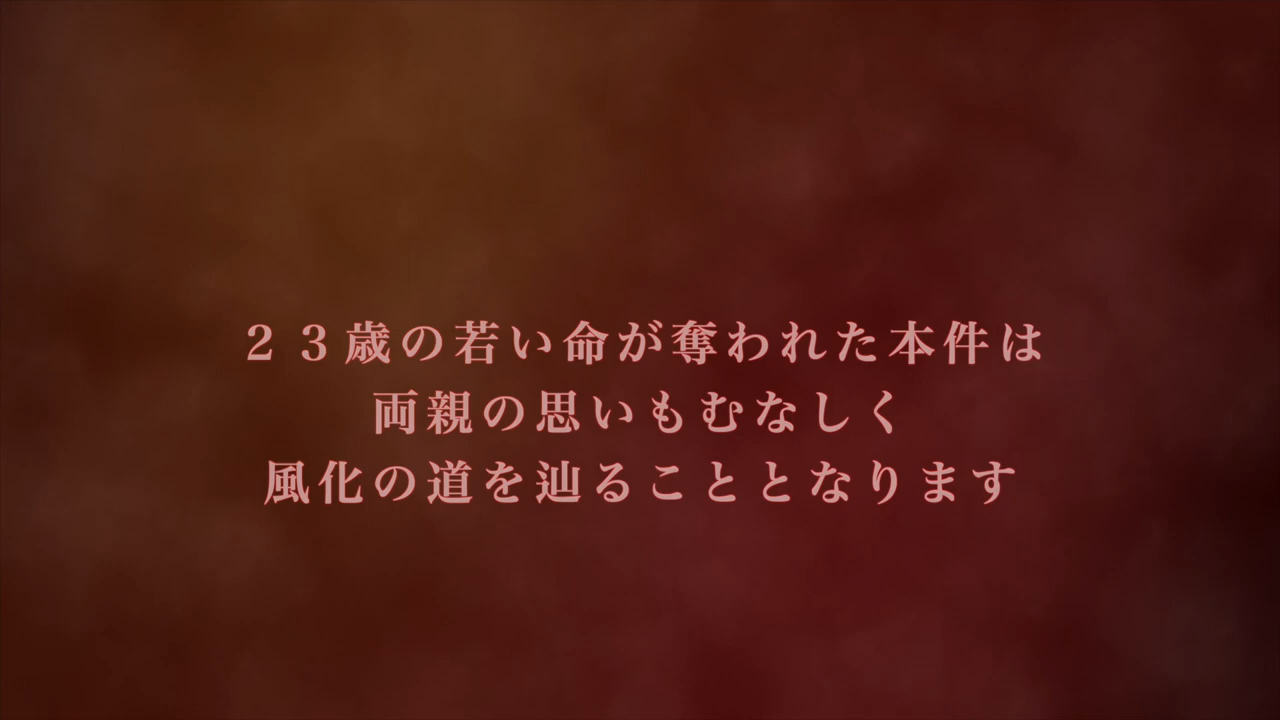 ２３歳の若い命が奪われた本件は
両親の思いもむなしく
風化の道を辿ることとなります